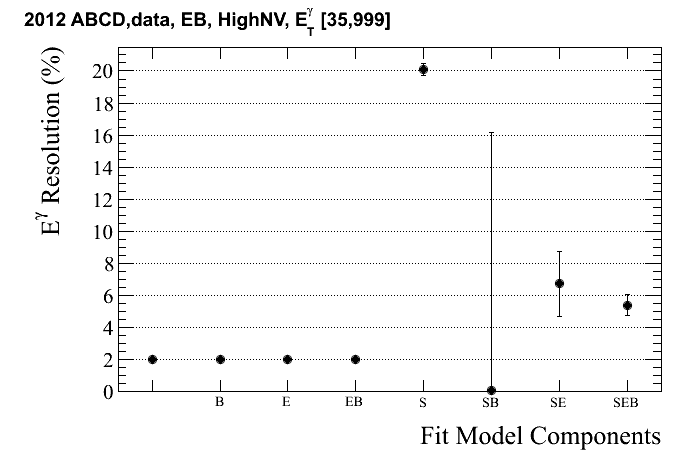 2012 ABCD,data, EB, HighNV, E_T^γ [35,999]
E^γ Resolution (%)
20
18
16
14
12
10
8
6
4
2
0
B E EB S SB SE SEB
Fit Model Components